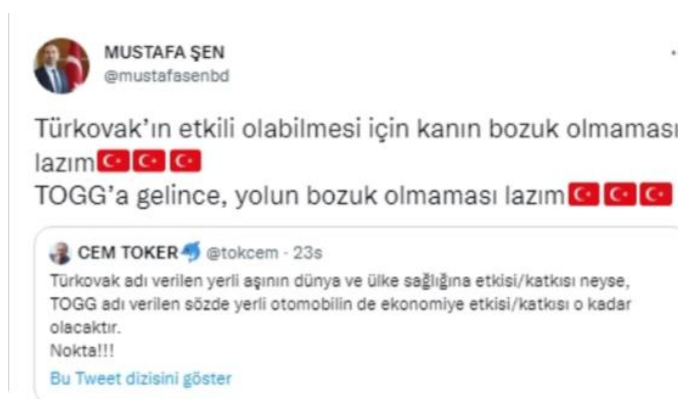 MUSTAFA ŞEN
@mustafasenbd
Türkovak’ın etkili olabilmesi için kanın bozuk olmaması
lazım🇹🇷🇹🇷🇹🇷
TOGG’a gelince, yolun bozuk olmaması lazım🇹🇷🇹🇷🇹🇷
CEM TOKER🐬 @tokcem · 23s
Türkovak adı verilen yerli aşının dünya ve ülke sağlığına etkisi/katkısı neyse,
TOGG adı verilen sözde yerli otomobilin de ekonomiye etkisi/katkısı o kadar
olacaktır.
Nokta!!!
Bu Tweet dizisini göster